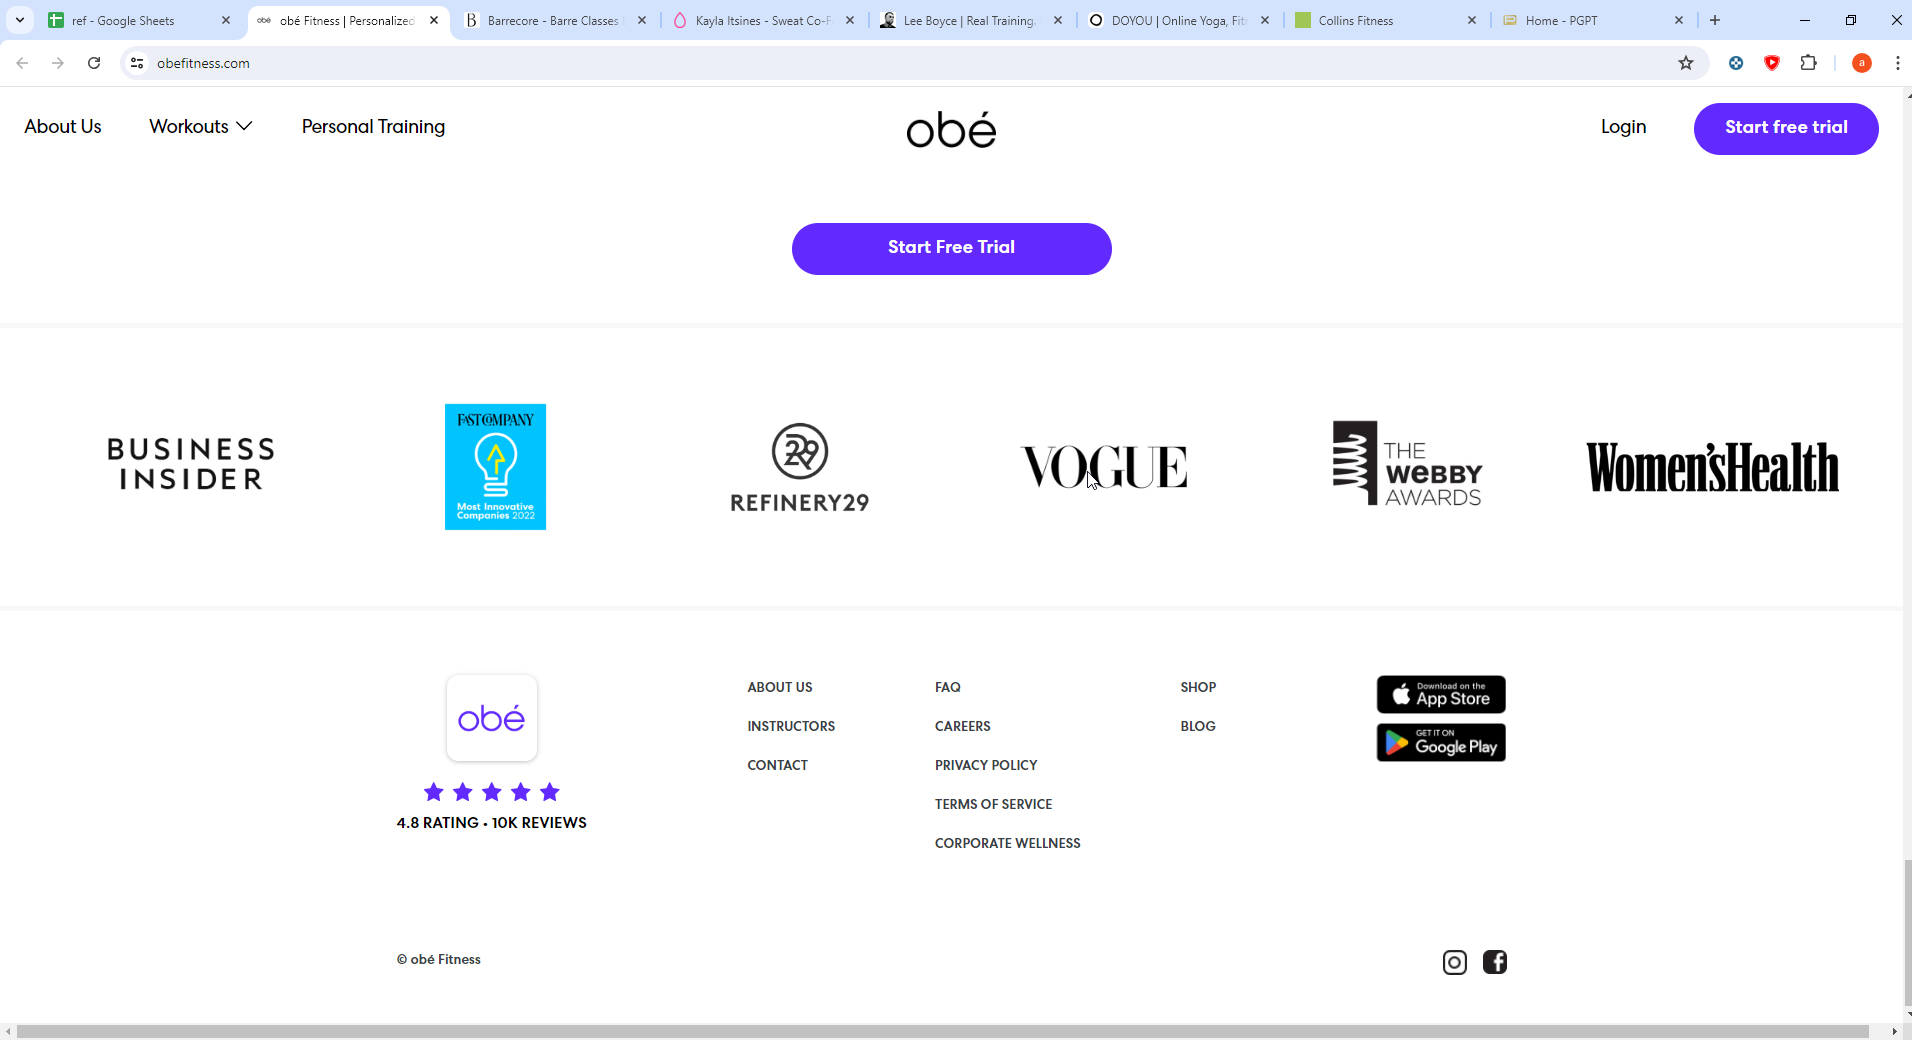 ref - Google Sheets
obé Fitness | Personalized
Barrecore - Barre Classes
Kayla Itsines - Sweat Co-F
Lee Boyce | Real Training.
DOYOU | Online Yoga, Fit
Collins Fitness
Home - PGPT
obefitness.com
a
About Us
Workouts
Personal Training
obé
Login
Start free trial
Start Free Trial
BUSINESS
INSIDER
FAST COMPANY
Most Innovative
Companies 2022
R29
REFINERY29
VOGUE
THE
WEBBY
AWARDS
Women'sHealth
obé
4.8 RATING • 10K REVIEWS
ABOUT US
INSTRUCTORS
CONTACT
FAQ
CAREERS
PRIVACY POLICY
TERMS OF SERVICE
CORPORATE WELLNESS
SHOP
BLOG
Download on the
App Store
GET IT ON
Google Play
© obé Fitness